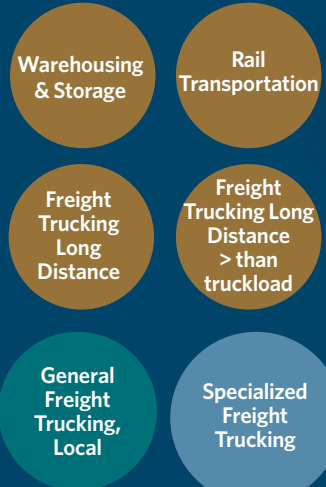 Warehousing
& Storage
Rail
Transportation
Freight
Trucking
Long
Distance
Freight
Trucking Long
Distance
> than
truckload
General
Freight
Trucking,
Local
Specialized
Freight
Trucking